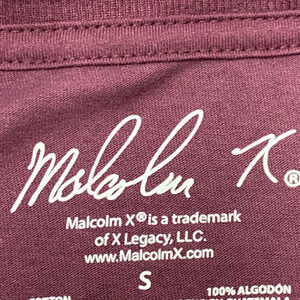 Malcolm X®
Malcolm X® is a trademark
of X Legacy, LLC.
www.MalcolmX.com
S
100% ALGODÓN